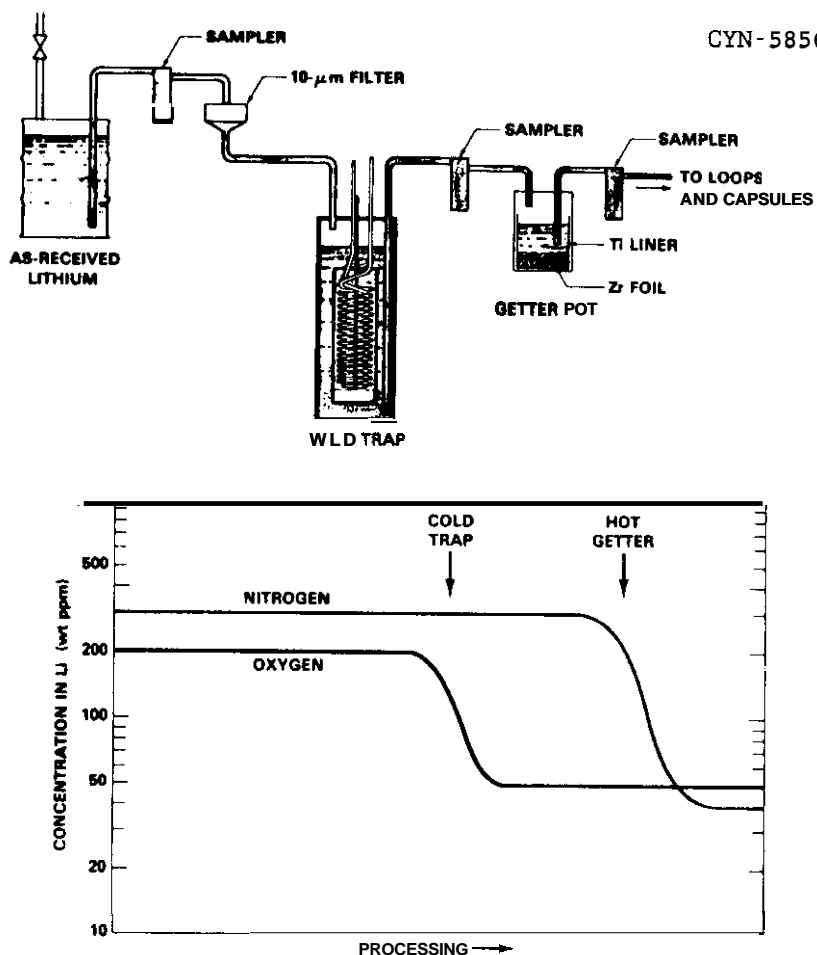 CYN-5850
SAMPLER
10-μm FILTER
SAMPLER
SAMPLER
TO LOOPS
AND CAPSULES
AS-RECEIVED
LITHIUM
TI LINER
Zr FOIL
GETTER POT
WLD TRAP
COLD
TRAP
HOT
GETTER
500
NITROGEN
200
OXYGEN
100
50
20
10
CONCENTRATION IN LI (wt ppm)
PROCESSING